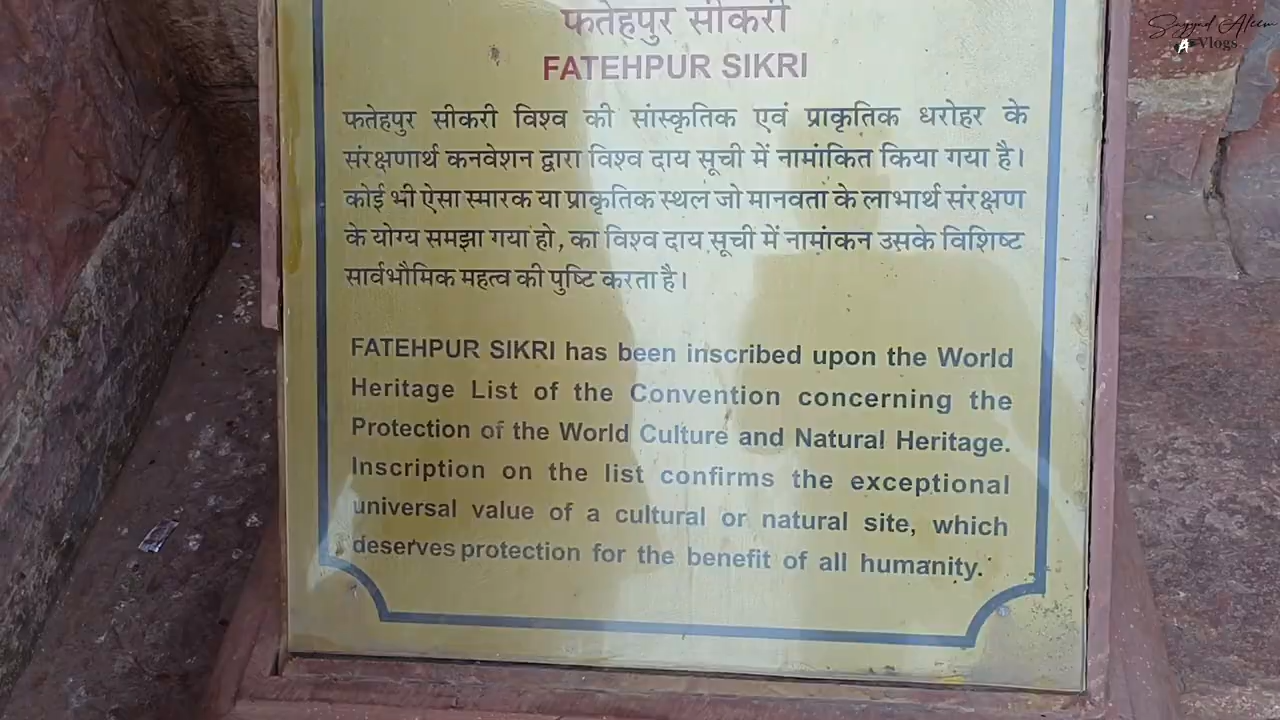 Sayyad Aleem
Vlogs
फतेहपुर सीकरी
FATEHPUR SIKRI
फतेहपुर सीकरी विश्व की सांस्कृतिक एवं प्राकृतिक धरोहर के
संरक्षणार्थ कनवेशन द्वारा विश्व दाय सूची में नामांकित किया गया है।
कोई भी ऐसा स्मारक या प्राकृतिक स्थल जो मानवता के लाभार्थ संरक्षण
के योग्य समझा गया हो, का विश्व दाय सूची में नामांकन उसके विशिष्ट
सार्वभौमिक महत्व की पुष्टि करता है।
FATEHPUR SIKRI has been inscribed upon the World
Heritage List of the Convention concerning the
Protection of the World Culture and Natural Heritage.
Inscription on the list confirms the exceptional
universal value of a cultural or natural site, which
deserves protection for the benefit of all humanity.